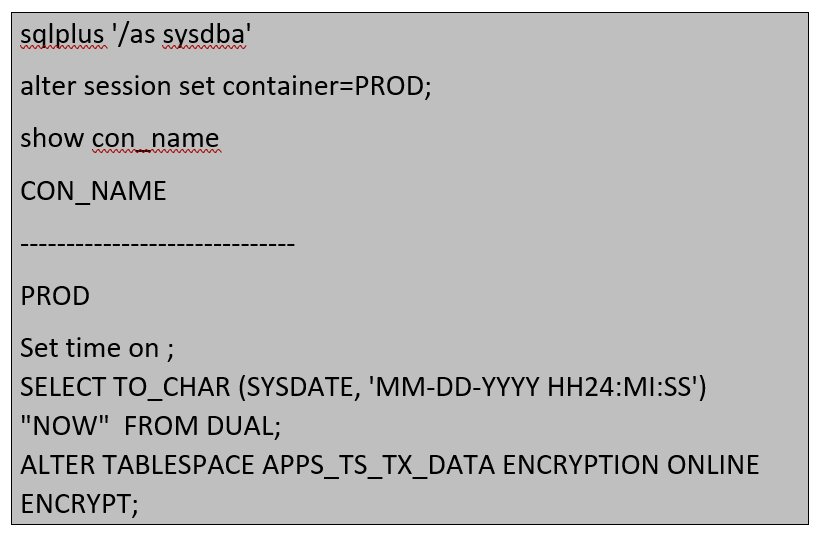 sqlplus '/as sysdba'
alter session set container=PROD;
show con_name
CON_NAME
------------------------------
PROD
Set time on ;
SELECT TO_CHAR (SYSDATE, 'MM-DD-YYYY HH24:MI:SS')
"NOW"  FROM DUAL;
ALTER TABLESPACE APPS_TS_TX_DATA ENCRYPTION ONLINE
ENCRYPT;